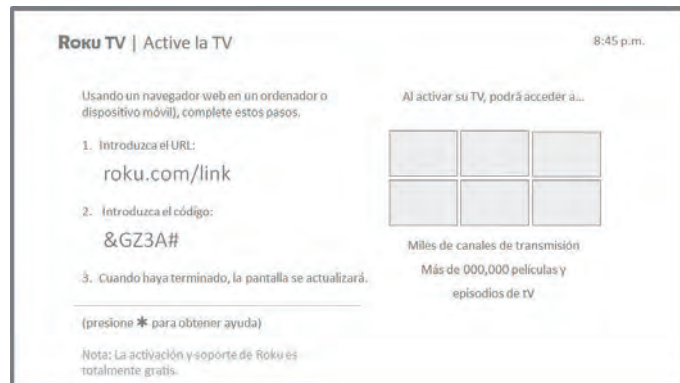 ROKU TV | Active la TV
8:45 p.m.
Usando un navegador web en un ordenador o
dispositivo móvil), complete estos pasos.
1. Introduzca el URL:
roku.com/link
2. Introduzca el código:
&GZ3A#
3. Cuando haya terminado, la pantalla se actualizará.
(presione * para obtener ayuda)
Nota: La activación y soporte de Roku es
totalmente gratis.
Al activar su TV, podrá acceder a...
Miles de canales de transmisión
Más de 000,000 películas y
episodios de tV